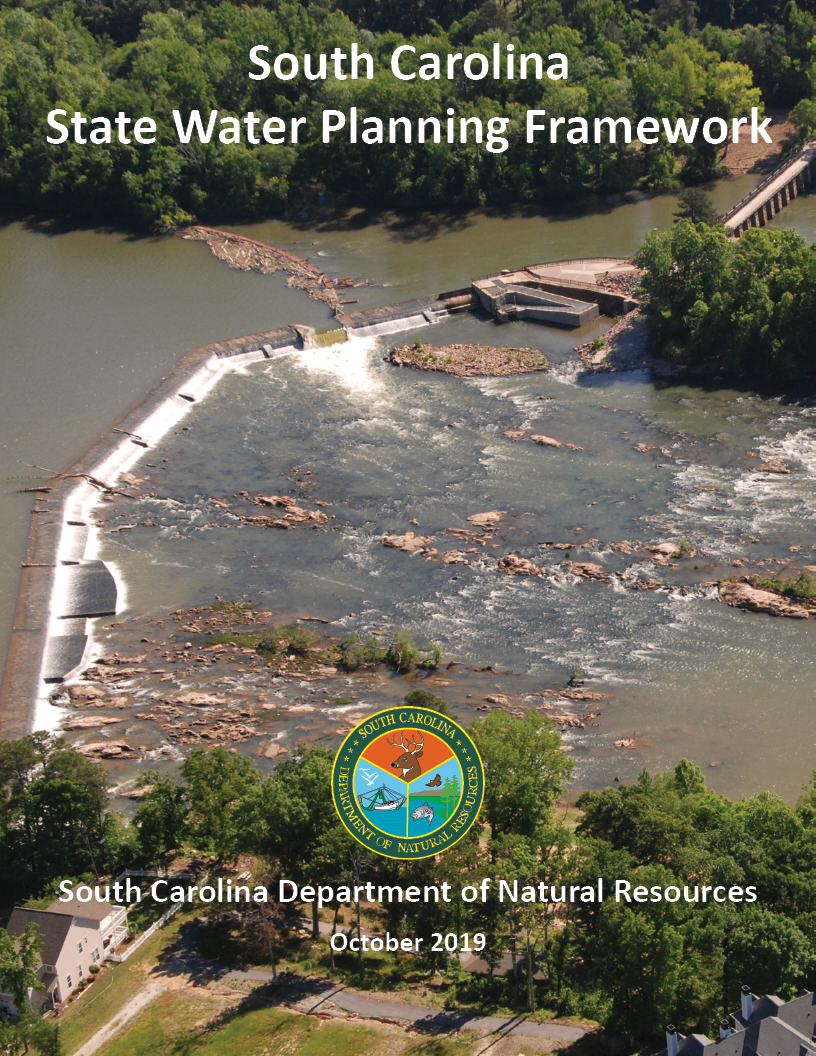 South Carolina
State Water Planning Framework
SOUTH CAROLINA
DEPARTMENT OF NATURAL RESOURCES
South Carolina Department of Natural Resources
October 2019